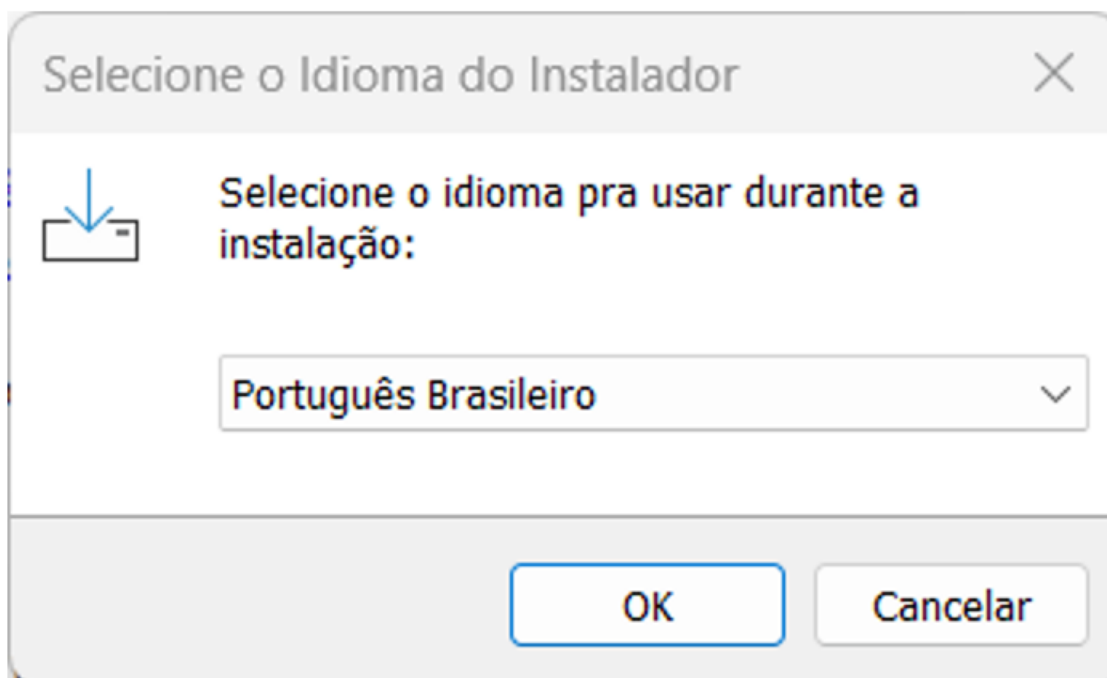 Selecione o Idioma do Instalador
Selecione o idioma pra usar durante a
instalação:
Português Brasileiro
OK
Cancelar